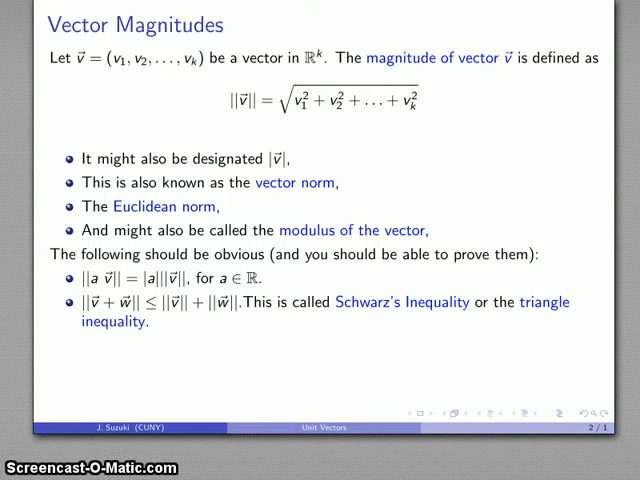 Vector Magnitudes
Let v⃗ = (v₁, v₂, . . . , vₖ) be a vector in ℝᵏ. The magnitude of vector v⃗ is defined as
||v⃗|| = √(v₁² + v₂² + . . . + vₖ²)
It might also be designated |v⃗|,
This is also known as the vector norm,
The Euclidean norm,
And might also be called the modulus of the vector,
The following should be obvious (and you should be able to prove them):
||a v⃗|| = |a|||v⃗||, for a ∈ ℝ.
||v⃗ + w⃗|| ≤ ||v⃗|| + ||w⃗||.This is called Schwarz's Inequality or the triangle
inequality.
J. Suzuki (CUNY) Unit Vectors 2 / 1
Screencast-O-Matic.com